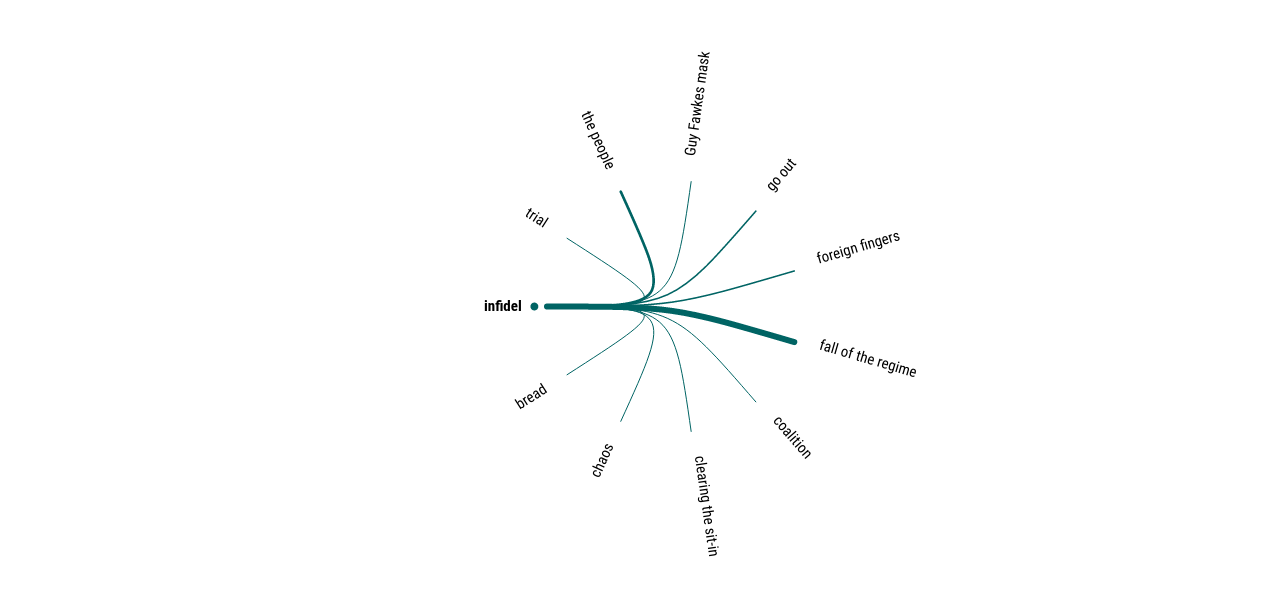 Guy Fawkes mask
the people
go out
trial
foreign fingers
infidel
fall of the regime
bread
coalition
chaos
clearing the sit-in